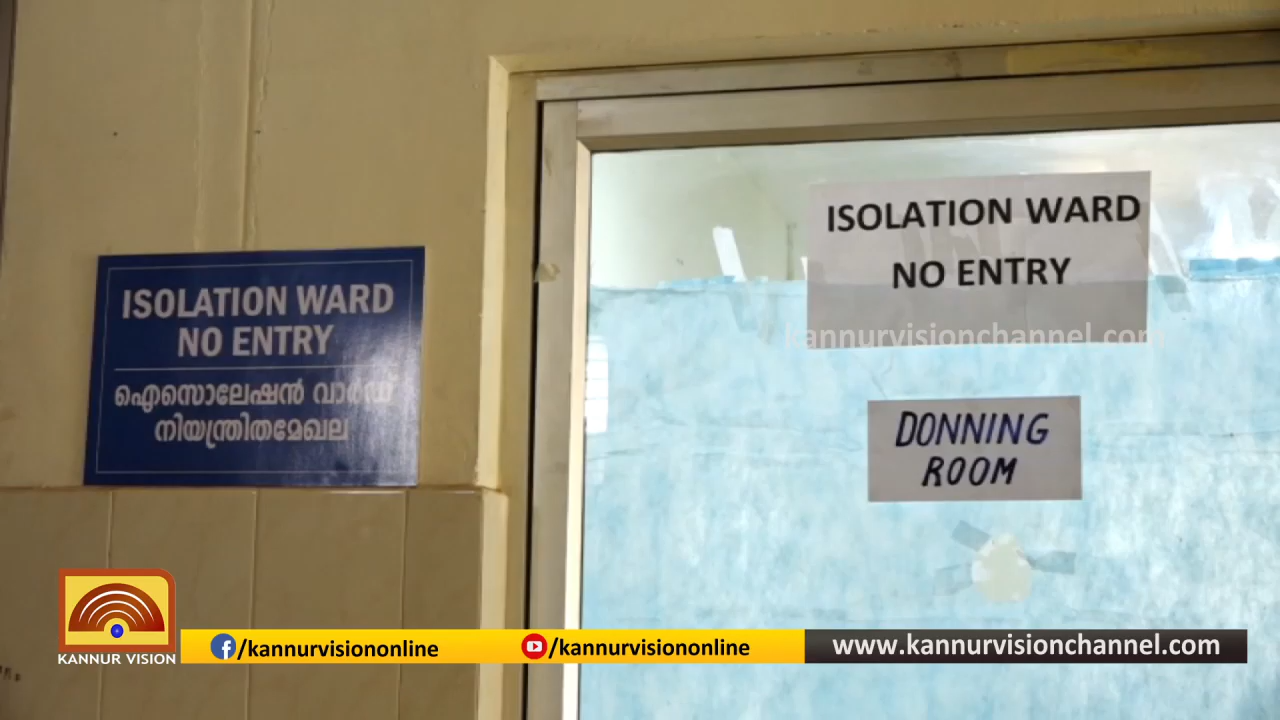 ISOLATION WARD
NO ENTRY
ഐസൊലേഷൻ വാർഡ്
നിയന്ത്രിതമേഖല
ISOLATION WARD
NO ENTRY
kannurvisionchannel.com
DONNING
ROOM
KANNUR VISION
/kannurvisiononline
/kannurvisiononline
www.kannurvisionchannel.com